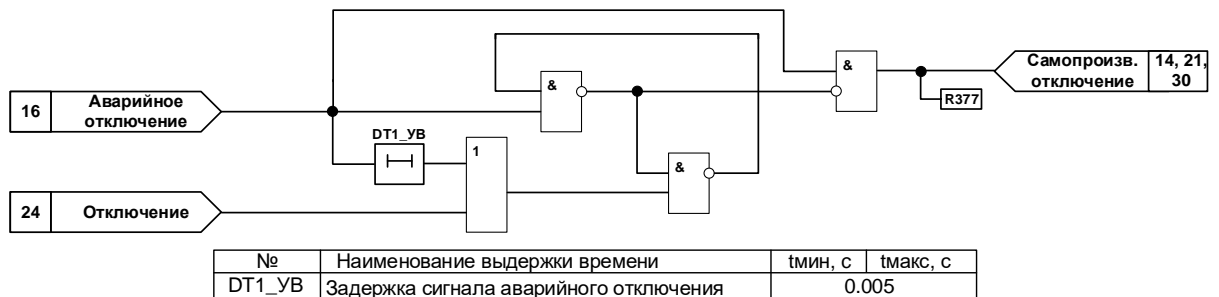 &
Самопроизв.
отключение
14, 21,
30
R377
16
Аварийное
отключение
&
DT1_УВ
1
&
24
Отключение
№ Наименование выдержки времени tмин, с tмакс, с
DT1_УВ Задержка сигнала аварийного отключения 0.005